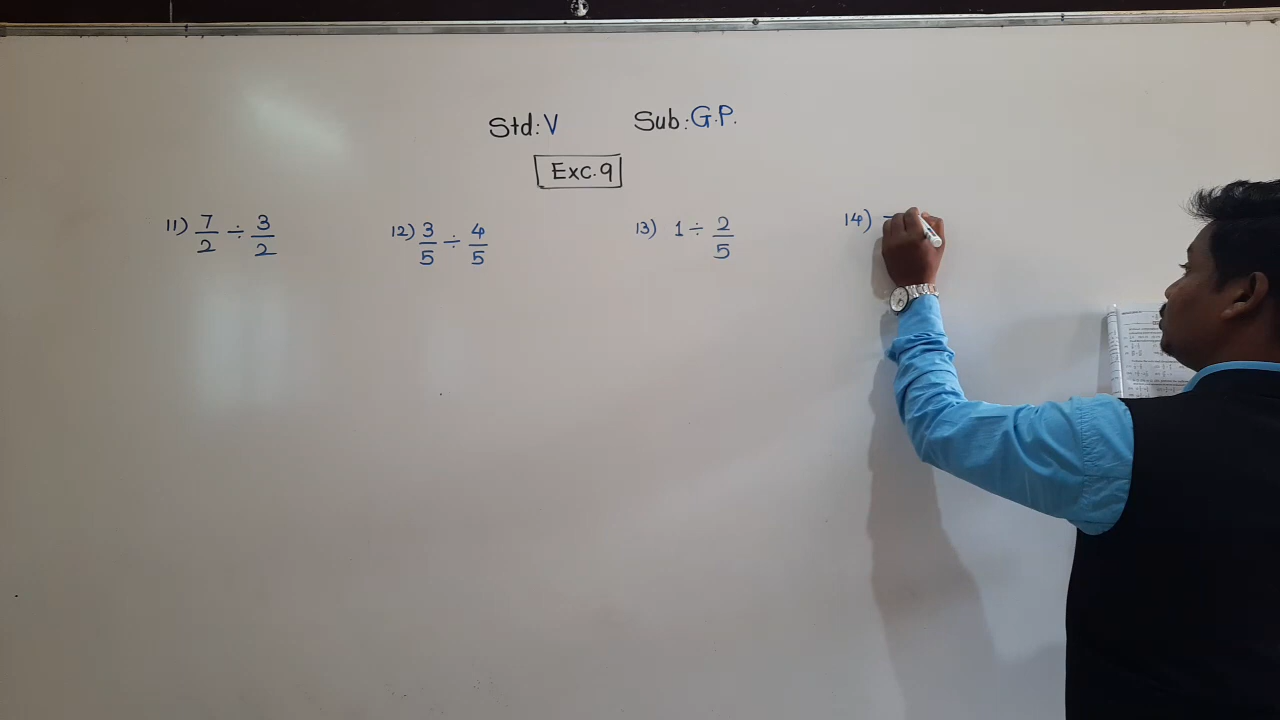 Std: V Sub: G.P.
Exc. 9
11) 7/2 ÷ 3/2 12) 3/5 ÷ 4/5 13) 1 ÷ 2/5 14)